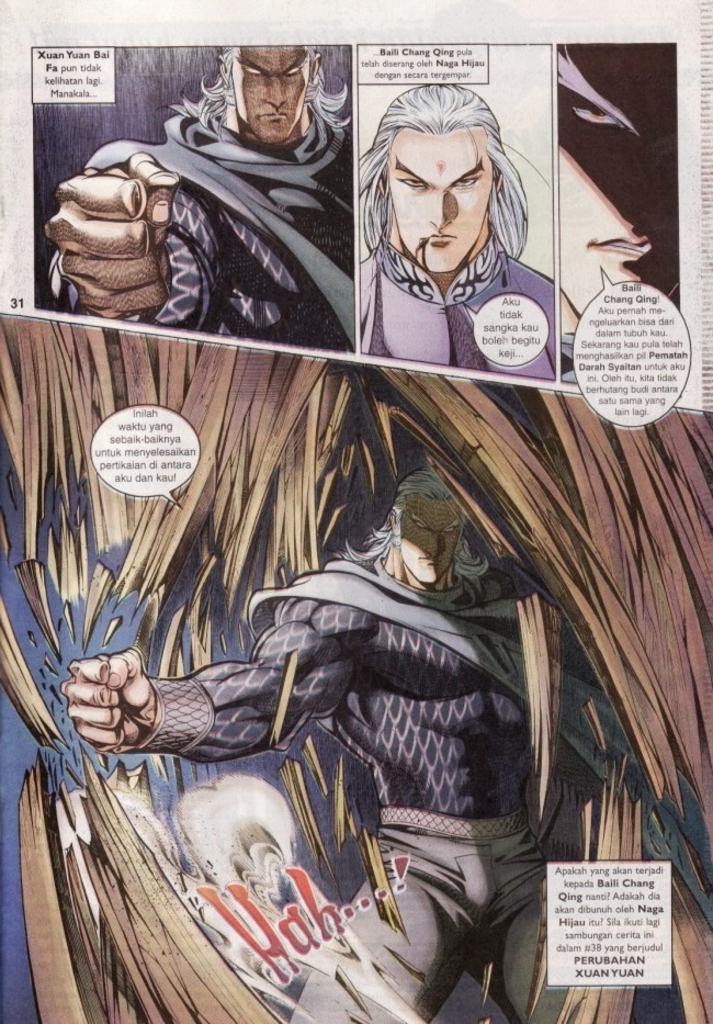 Xuan Yuan Bai
Fa pun tidak
kelihatan lagi.
Manakala...
...Baili Chang Qing pula
telah diserang oleh Naga Hijau
dengan secara tergempar.
Aku
tidak
sangka kau
boleh begitu
keji...
Baili
Chang Qing!
Aku pernah me-
ngeluarkan bisa dari
dalam tubuh kau.
Sekarang kau pula telah
menghasilkan pil Pematah
Darah Syaitan untuk aku
ini. Oleh itu, kita tidak
berhutang budi antara
satu sama yang
lain lagi.
31
Inilah
waktu yang
sebaik-baiknya
untuk menyelesaikan
pertikaian di antara
aku dan kau!
Hah...!
Apakah yang akan terjadi
kepada Baili Chang
Qing nanti? Adakah dia
akan dibunuh oleh Naga
Hijau itu? Sila ikuti lagi
sambungan cerita ini
dalam #38 yang berjudul
PERUBAHAN
XUAN YUAN